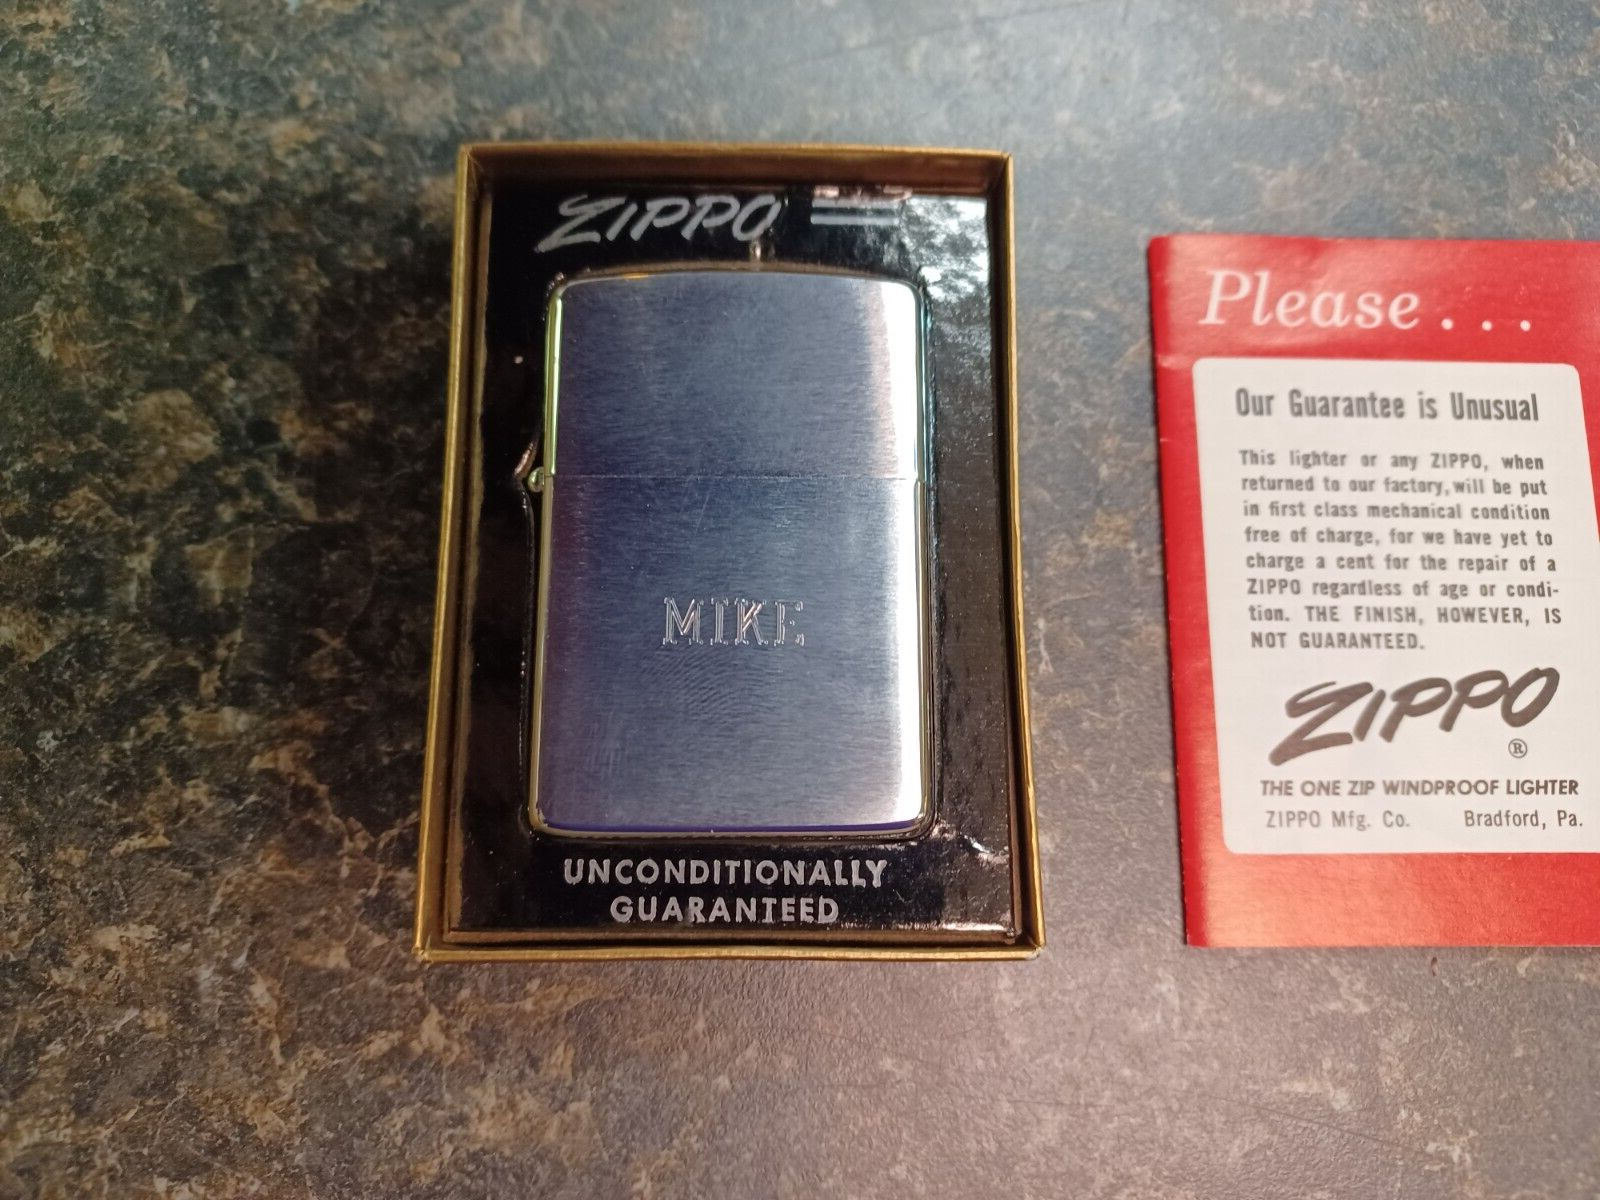 ZIPPO
MIKE
UNCONDITIONALLY
GUARANTEED
Please...
Our Guarantee is Unusual
This lighter or any ZIPPO, when
returned to our factory, will be put
in first class mechanical condition
free of charge, for we have yet to
charge a cent for the repair of a
ZIPPO regardless of age or condi-
tion. THE FINISH, HOWEVER, IS
NOT GUARANTEED.
ZIPPO
®
THE ONE ZIP WINDPROOF LIGHTER
ZIPPO Mfg. Co. Bradford, Pa.